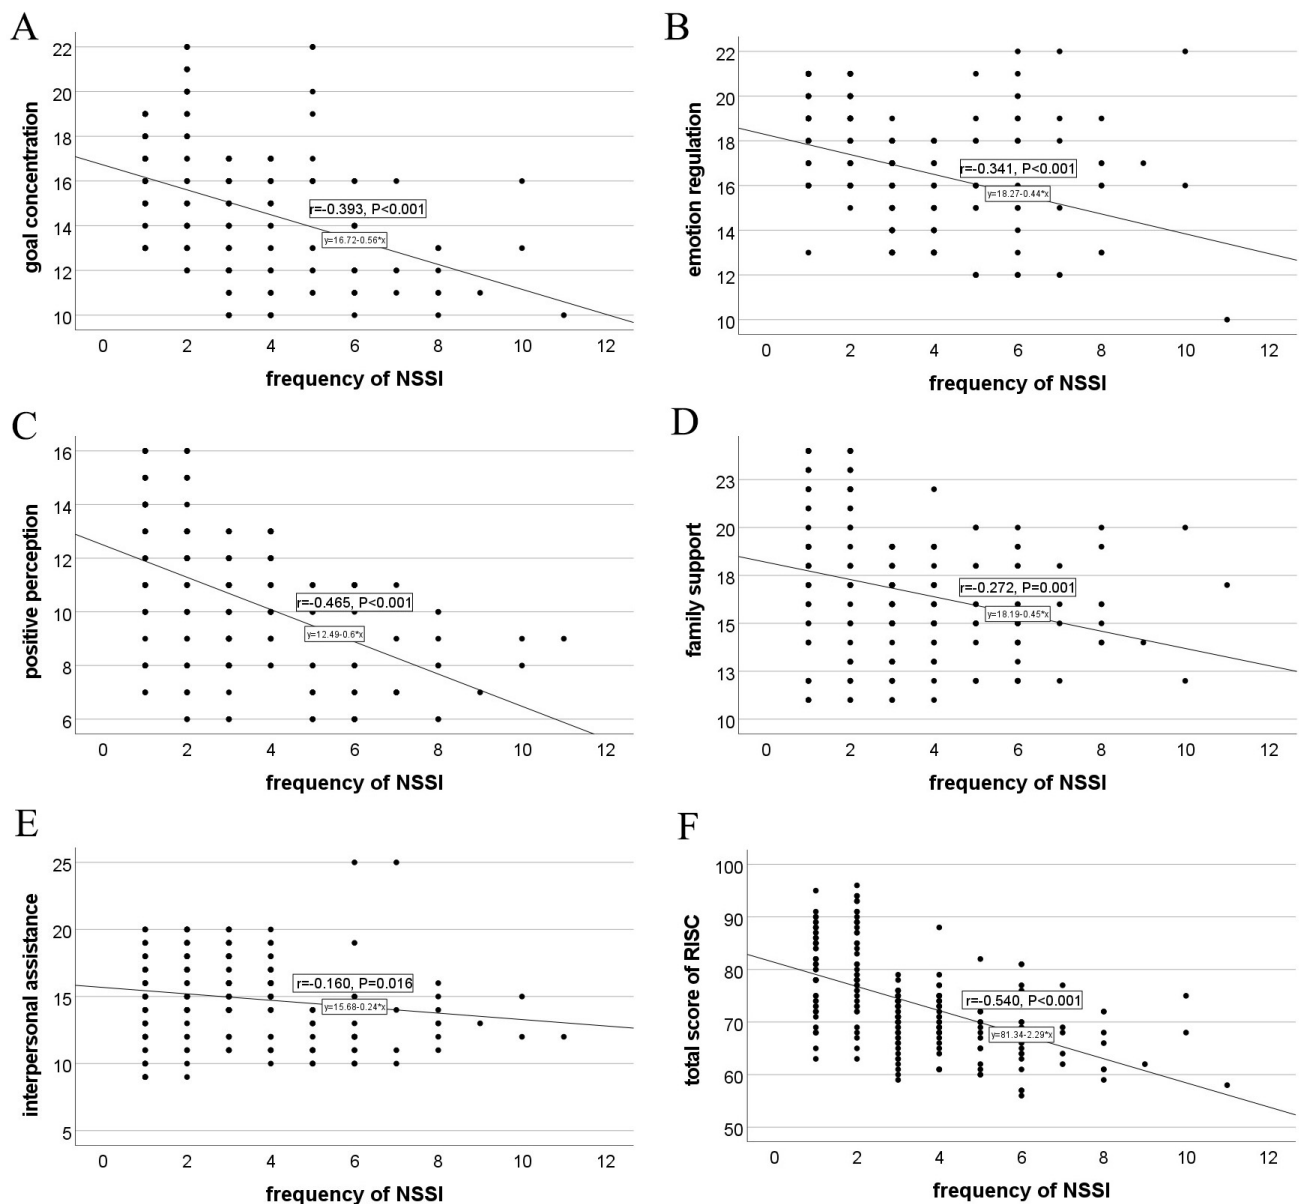 A
goal concentration
22
20
18
16
14
12
10
r=-0.393, P<0.001
y=16.72-0.56*x
0 2 4 6 8 10 12
frequency of NSSI
B
emotion regulation
22
20
18
16
14
12
10
r=-0.341, P<0.001
y=18.27-0.44*x
0 2 4 6 8 10 12
frequency of NSSI
C
positive perception
16
14
12
10
8
6
r=-0.465, P<0.001
y=12.49-0.6*x
0 2 4 6 8 10 12
frequency of NSSI
D
family support
23
20
18
15
13
10
r=-0.272, P=0.001
y=18.19-0.45*x
0 2 4 6 8 10 12
frequency of NSSI
E
interpersonal assistance
25
20
15
10
5
r=-0.160, P=0.016
y=15.68-0.24*x
0 2 4 6 8 10 12
frequency of NSSI
F
total score of RISC
100
90
80
70
60
50
r=-0.540, P<0.001
y=81.34-2.29*x
0 2 4 6 8 10 12
frequency of NSSI